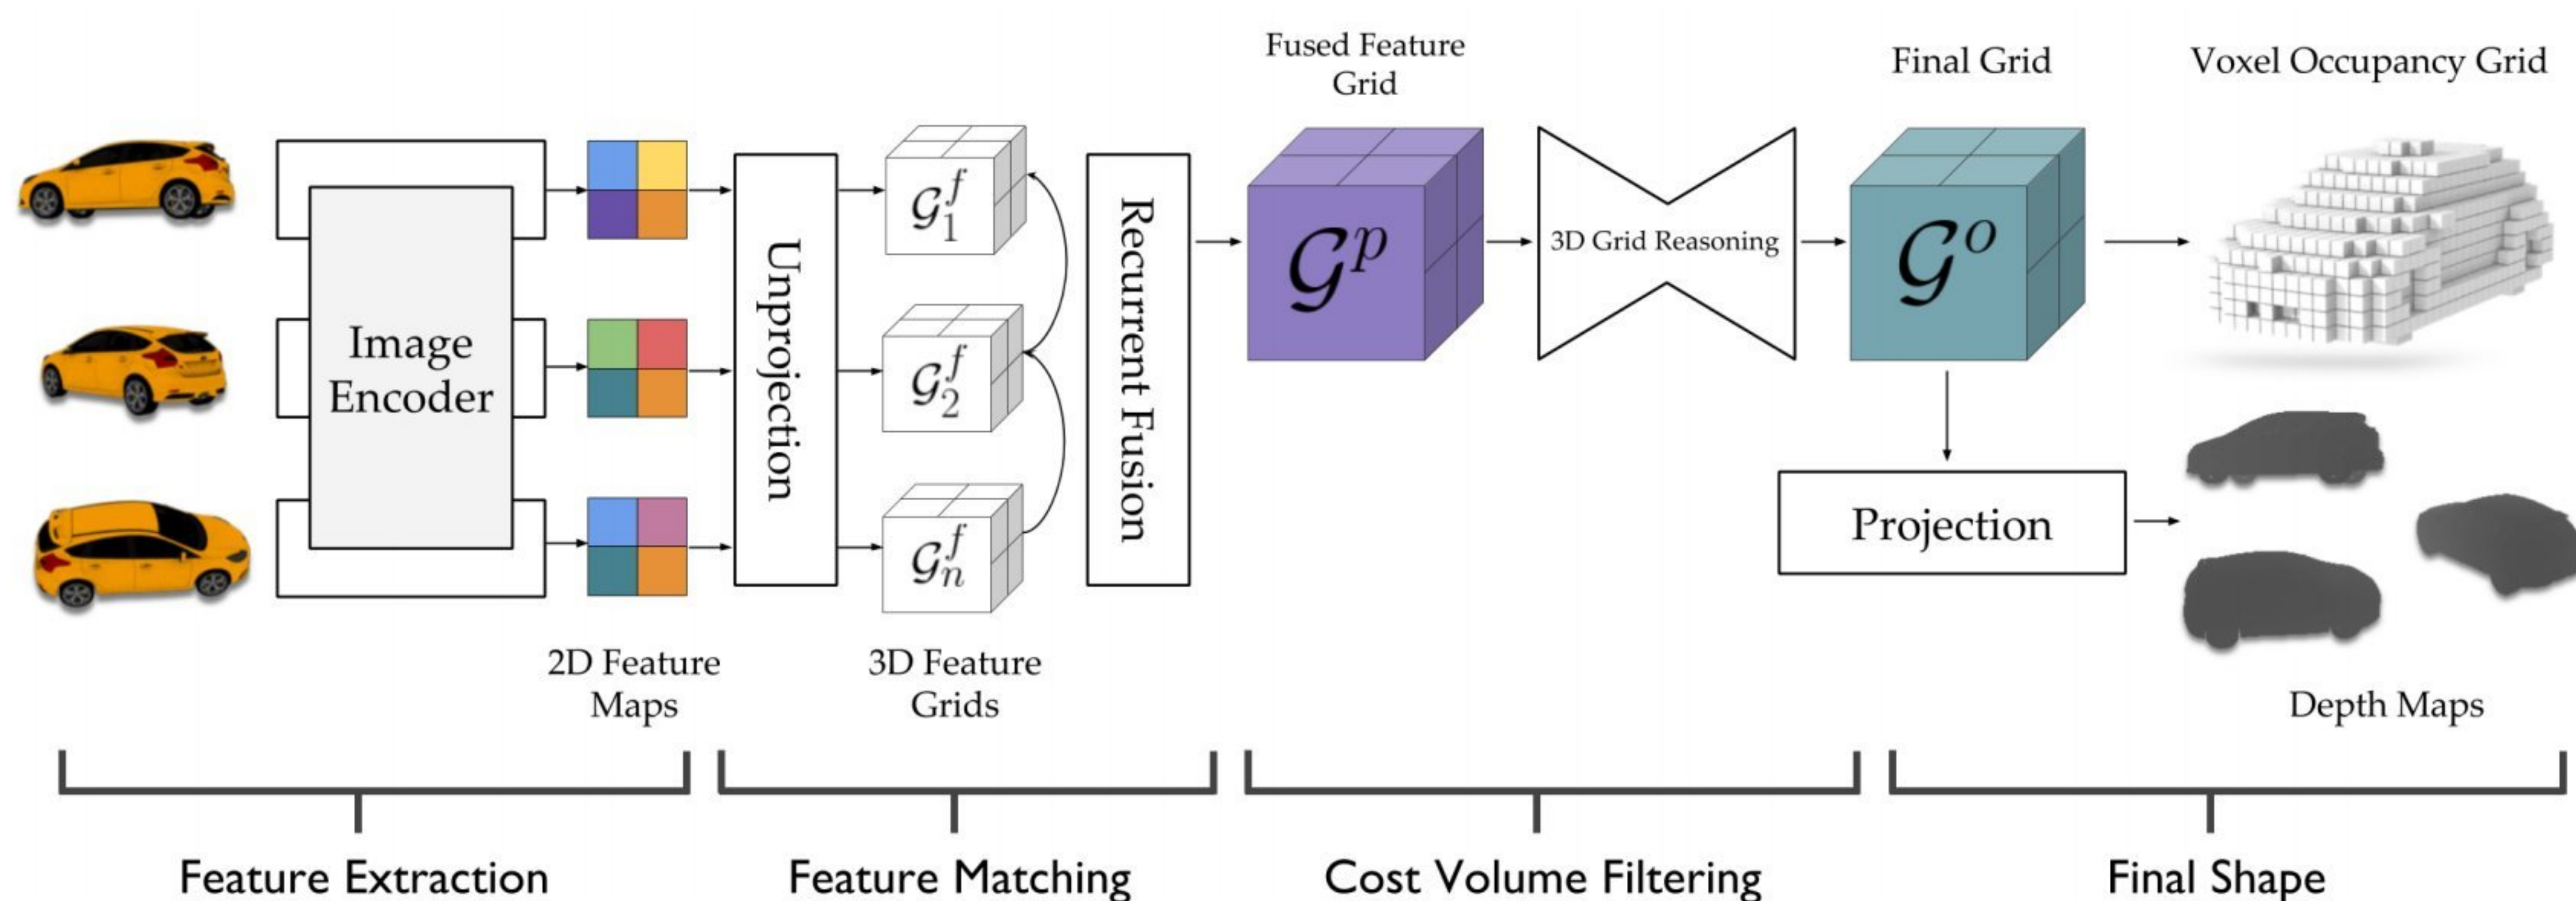 Fused Feature
Grid
Final Grid
Voxel Occupancy Grid
Image
Encoder
Unprojection
𝒢₁ᶠ
𝒢₂ᶠ
𝒢ₙᶠ
Recurrent Fusion
𝒢ᵖ
3D Grid Reasoning
𝒢ᵒ
Projection
2D Feature
Maps
3D Feature
Grids
Depth Maps
Feature Extraction
Feature Matching
Cost Volume Filtering
Final Shape